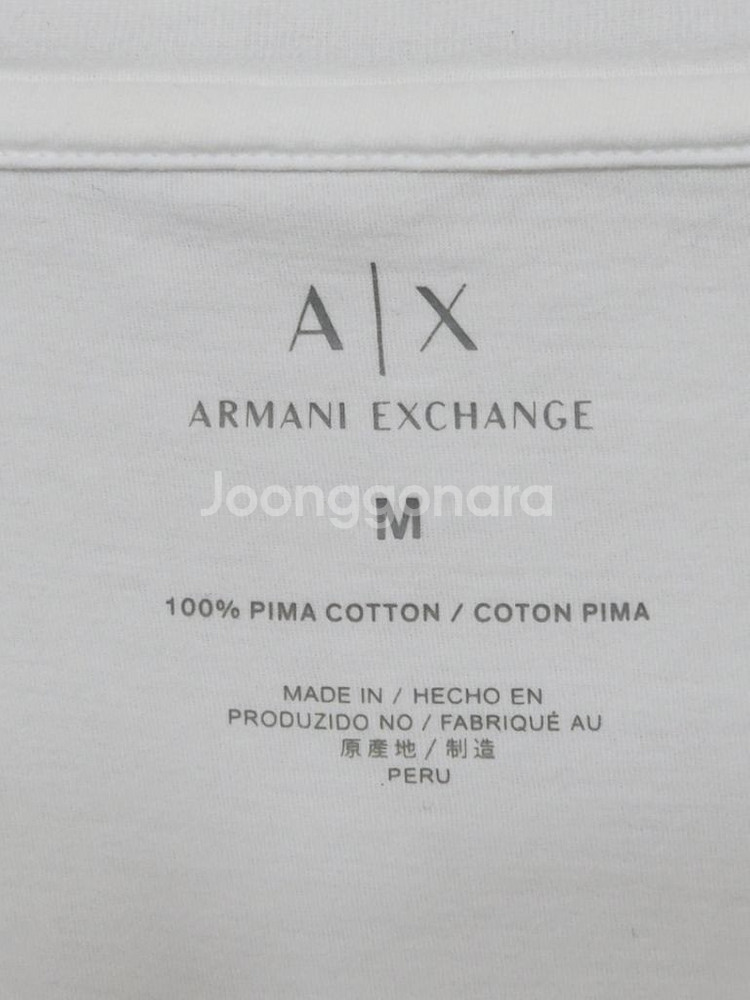 A|X
ARMANI EXCHANGE
Joonggonara
M
100% PIMA COTTON / COTON PIMA
MADE IN / HECHO EN
PRODUZIDO NO / FABRIQUÉ AU
原產地 / 制造
PERU